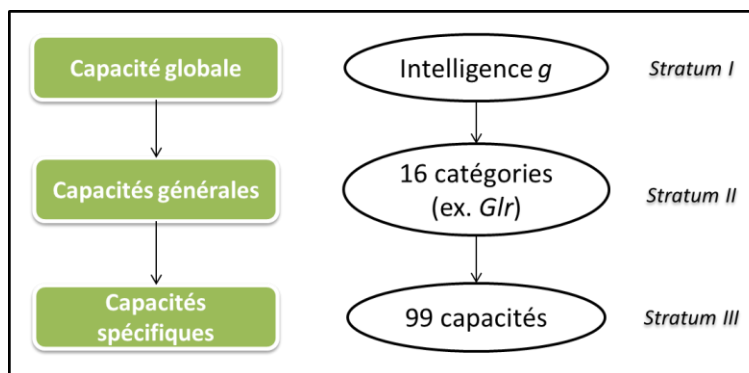 Capacité globale
Intelligence g
Stratum I
Capacités générales
16 catégories
(ex. Glr)
Stratum II
Capacités
spécifiques
99 capacités
Stratum III